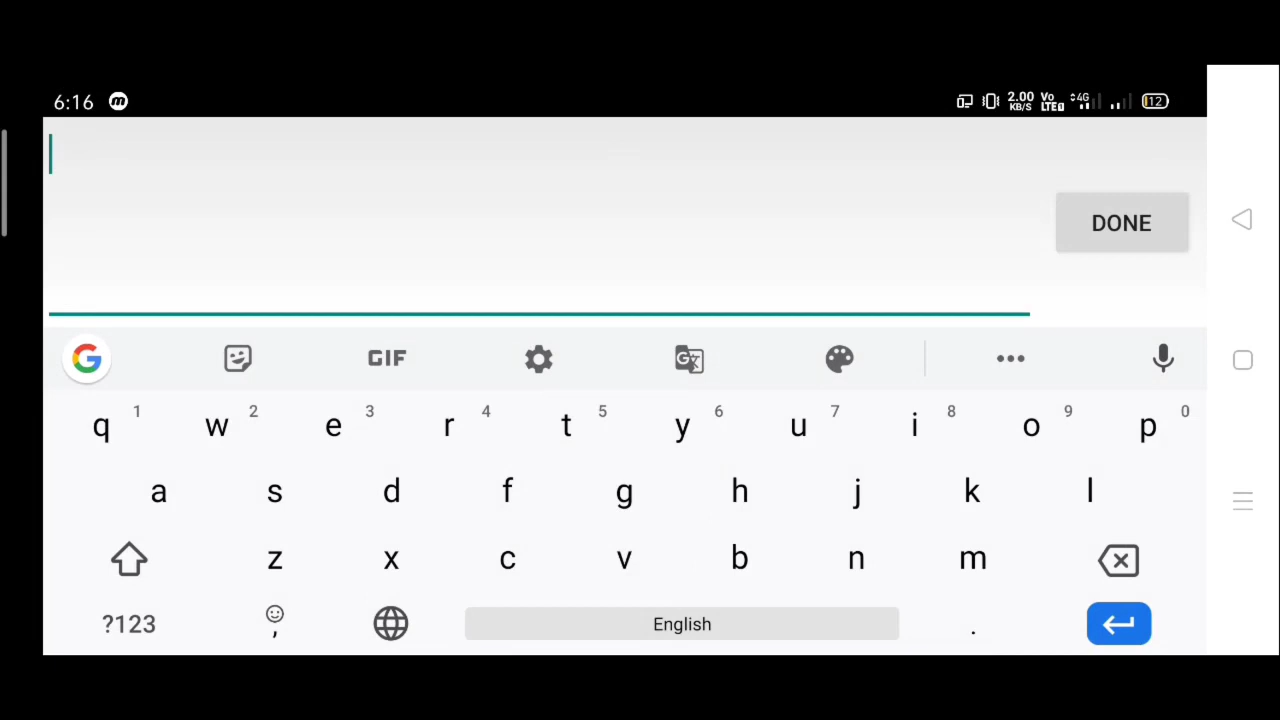 6:16 m 2.00 KB/S Vo LTE 4G 12
DONE
G GIF G
q 1 w 2 e 3 r 4 t 5 y 6 u 7 i 8 o 9 p 0
a s d f g h j k l
z x c v b n m
?123 , English .